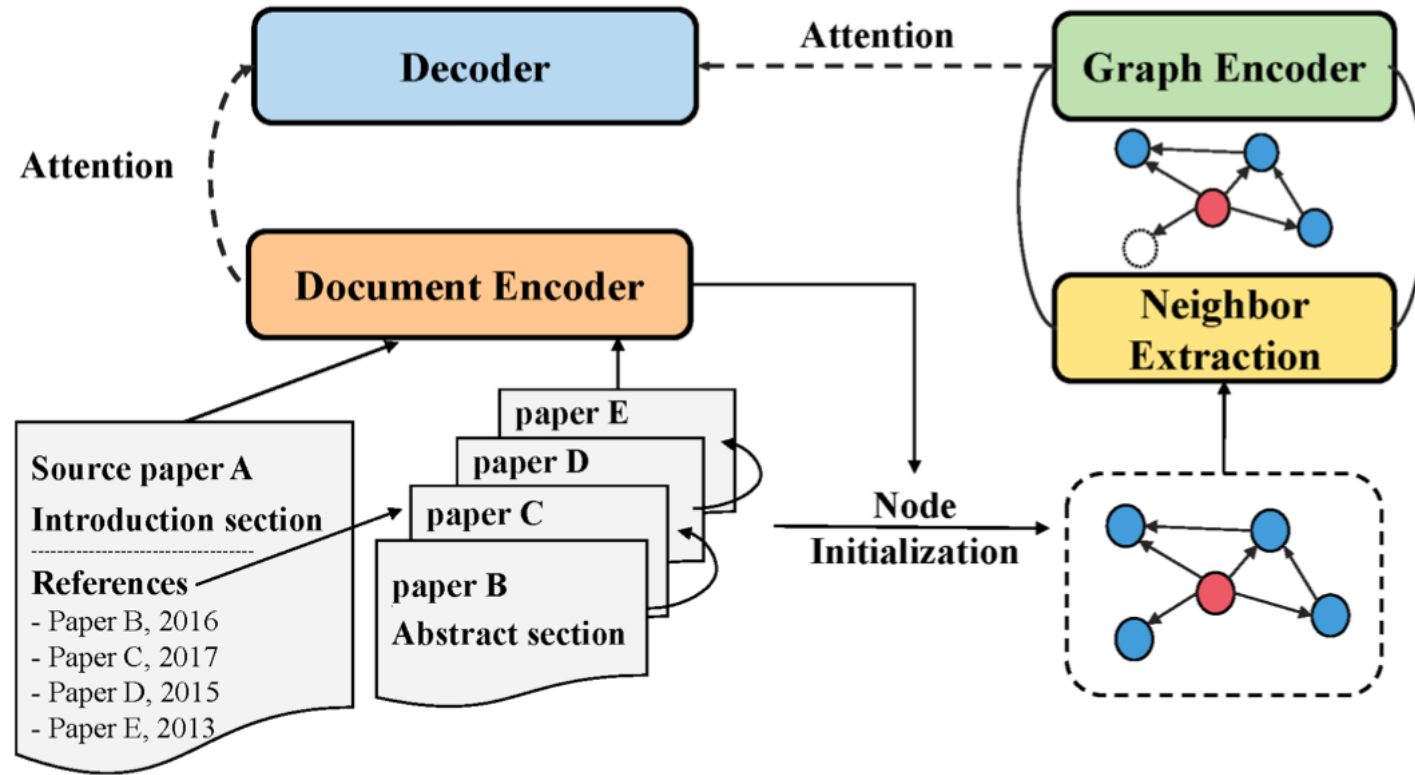 Decoder
Attention
Graph Encoder
Attention
Document Encoder
Neighbor
Extraction
Source paper A
Introduction section
References
- Paper B, 2016
- Paper C, 2017
- Paper D, 2015
- Paper E, 2013
paper E
paper D
paper C
paper B
Abstract section
Node
Initialization